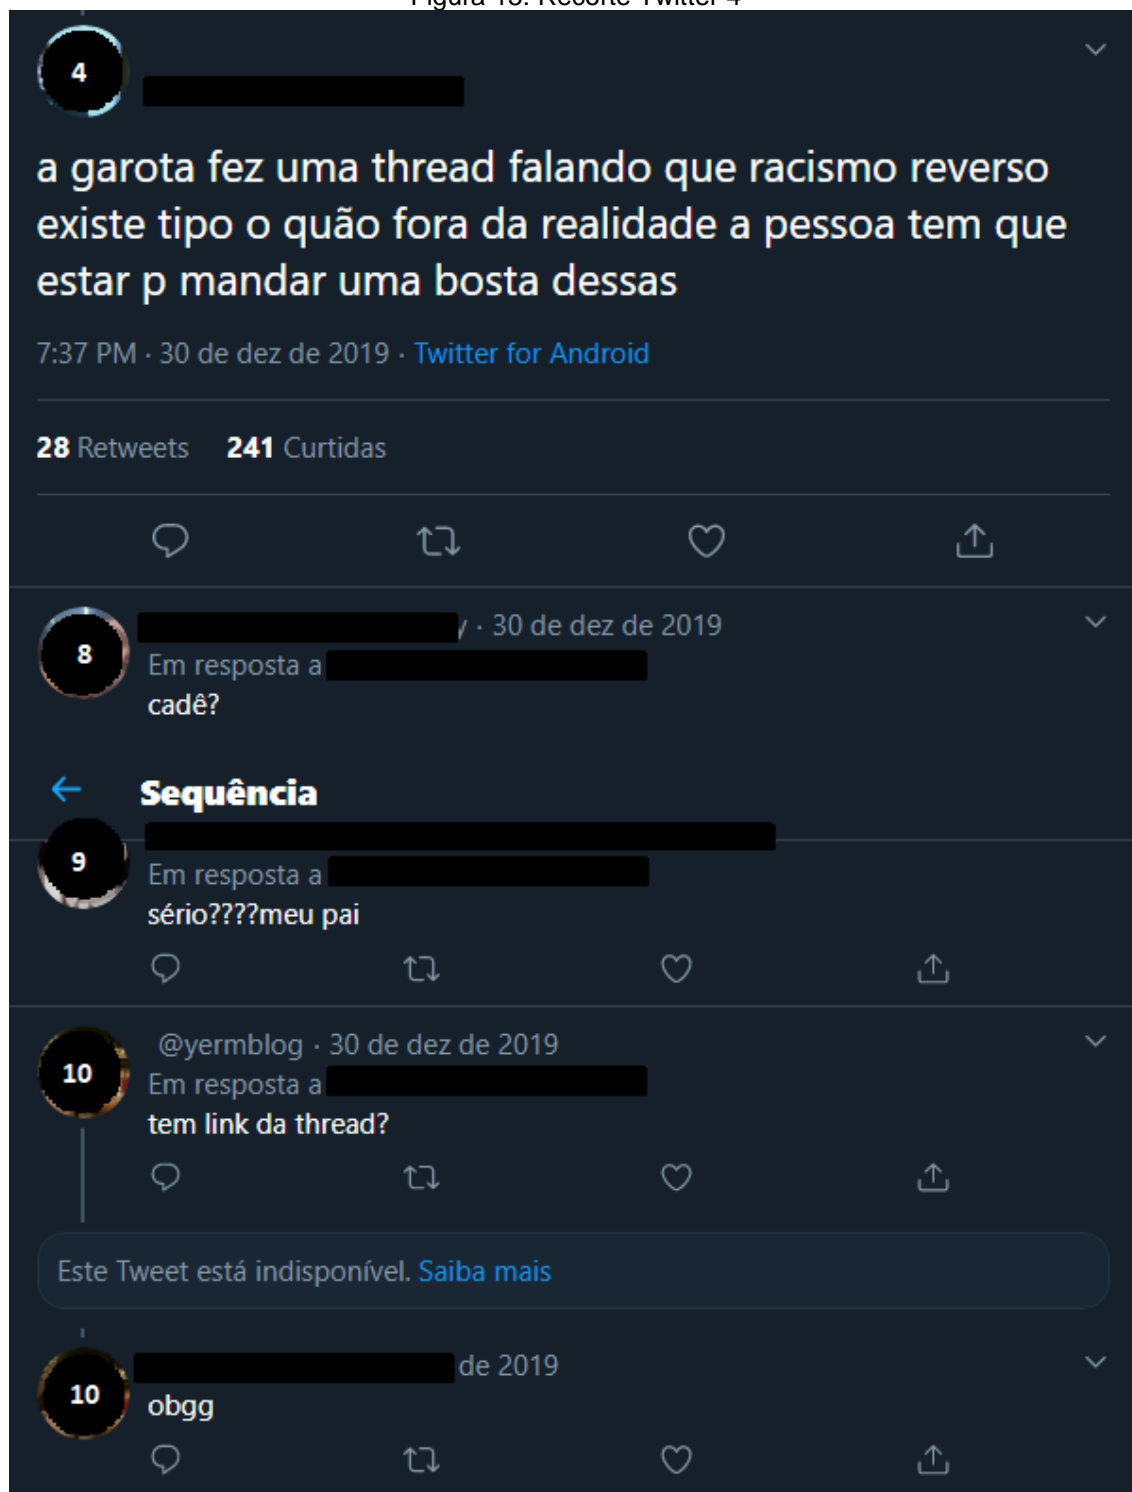 4
a garota fez uma thread falando que racismo reverso
existe tipo o quão fora da realidade a pessoa tem que
estar p mandar uma bosta dessas
7:37 PM · 30 de dez de 2019 · Twitter for Android
28 Retweets 241 Curtidas
8
· 30 de dez de 2019
Em resposta a
cadê?
Sequência
9
Em resposta a
sério????meu pai
10
@yermblog · 30 de dez de 2019
Em resposta a
tem link da thread?
Este Tweet está indisponível. Saiba mais
10
de 2019
obgg